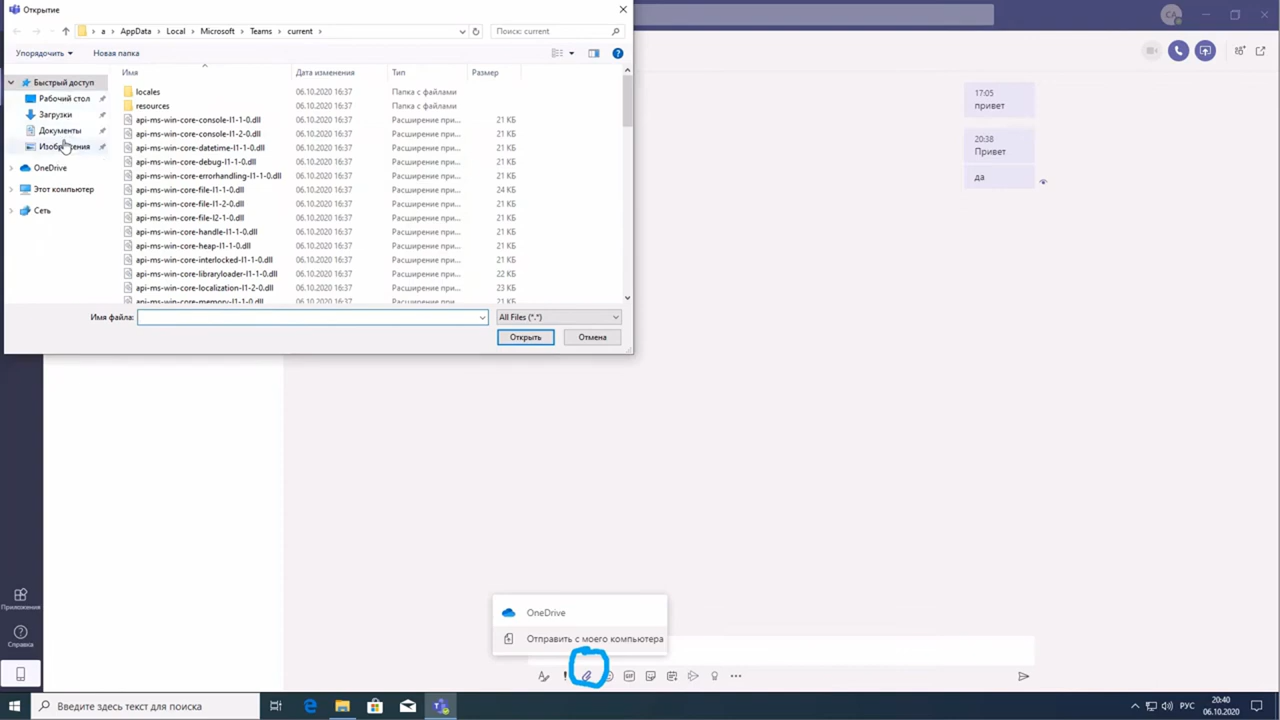 Открытие
a > AppData > Local > Microsoft > Teams > current >
Поиск: current
Упорядочить
Новая папка
Быстрый доступ
Рабочий стол
Загрузки
Документы
Изображения
OneDrive
Этот компьютер
Сеть
Имя Дата изменения Тип Размер
locales 06.10.2020 16:37 Папка с файлами
resources 06.10.2020 16:37 Папка с файлами
api-ms-win-core-console-l1-1-0.dll 06.10.2020 16:37 Расширение при... 21 КБ
api-ms-win-core-console-l1-2-0.dll 06.10.2020 16:37 Расширение при... 21 КБ
api-ms-win-core-datetime-l1-1-0.dll 06.10.2020 16:37 Расширение при... 21 КБ
api-ms-win-core-debug-l1-1-0.dll 06.10.2020 16:37 Расширение при... 21 КБ
api-ms-win-core-errorhandling-l1-1-0.dll 06.10.2020 16:37 Расширение при... 21 КБ
api-ms-win-core-file-l1-1-0.dll 06.10.2020 16:37 Расширение при... 24 КБ
api-ms-win-core-file-l1-2-0.dll 06.10.2020 16:37 Расширение при... 21 КБ
api-ms-win-core-file-l2-1-0.dll 06.10.2020 16:37 Расширение при... 21 КБ
api-ms-win-core-handle-l1-1-0.dll 06.10.2020 16:37 Расширение при... 21 КБ
api-ms-win-core-heap-l1-1-0.dll 06.10.2020 16:37 Расширение при... 21 КБ
api-ms-win-core-interlocked-l1-1-0.dll 06.10.2020 16:37 Расширение при... 21 КБ
api-ms-win-core-libraryloader-l1-1-0.dll 06.10.2020 16:37 Расширение при... 22 КБ
api-ms-win-core-localization-l1-2-0.dll 06.10.2020 16:37 Расширение при... 23 КБ
api-ms-win-core-memory-l1-1-0.dll 06.10.2020 16:37 Расширение при... 21 КБ
Имя файла:
All Files (*.*)
Открыть
Отмена
17:05
привет
20:38
Привет
да
Приложения
Справка
OneDrive
Отправить с моего компьютера
GIF
Введите здесь текст для поиска
РУС
20:40
06.10.2020